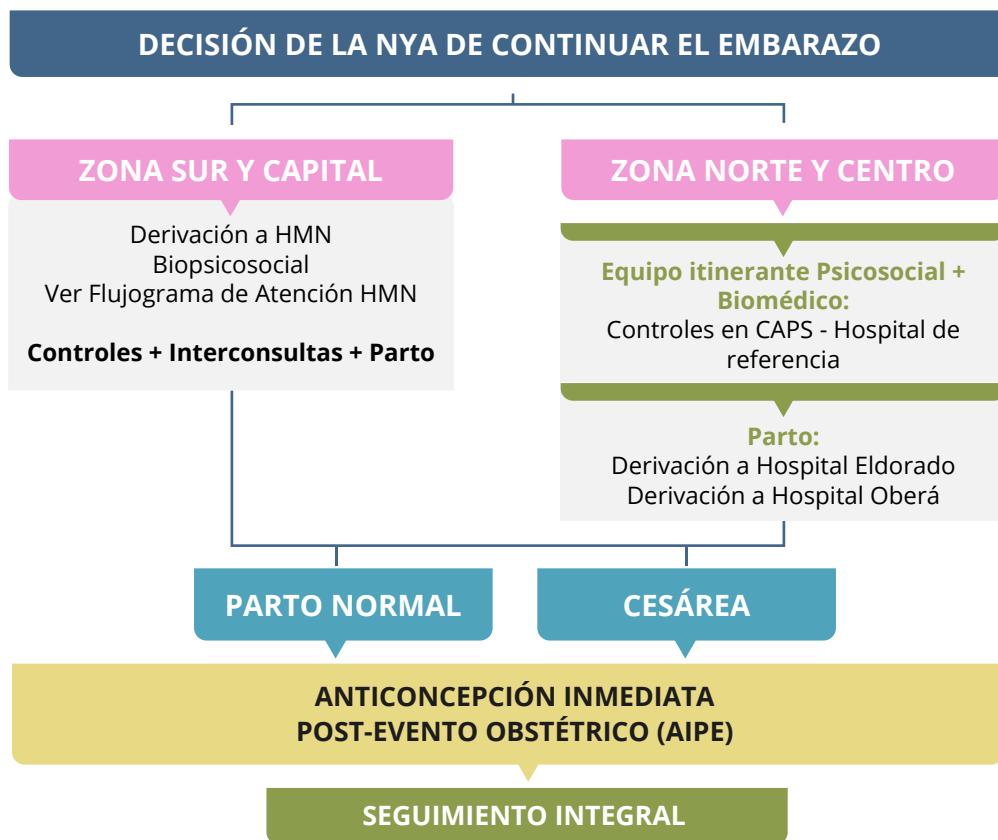 DECISIÓN DE LA NYA DE CONTINUAR EL EMBARAZO
ZONA SUR Y CAPITAL
Derivación a HMN
Biopsicosocial
Ver Flujograma de Atención HMN
Controles + Interconsultas + Parto
ZONA NORTE Y CENTRO
Equipo itinerante Psicosocial +
Biomédico:
Controles en CAPS - Hospital de
referencia
Parto:
Derivación a Hospital Eldorado
Derivación a Hospital Oberá
PARTO NORMAL
CESÁREA
ANTICONCEPCIÓN INMEDIATA
POST-EVENTO OBSTÉTRICO (AIPE)
SEGUIMIENTO INTEGRAL